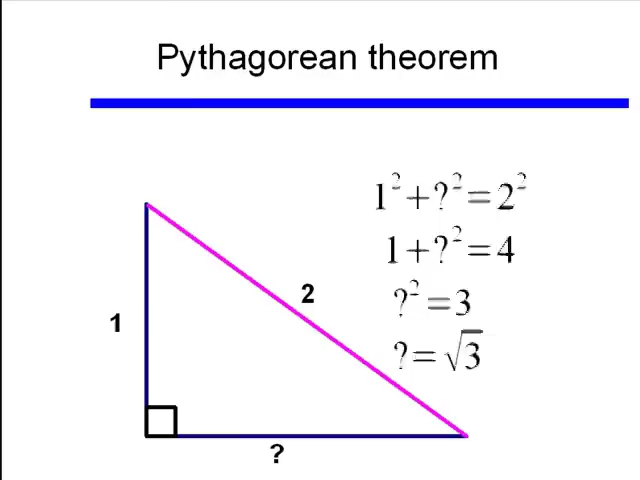 Pythagorean theorem
1² + ?² = 2²
1 + ?² = 4
?² = 3
? = √3
2
1
?